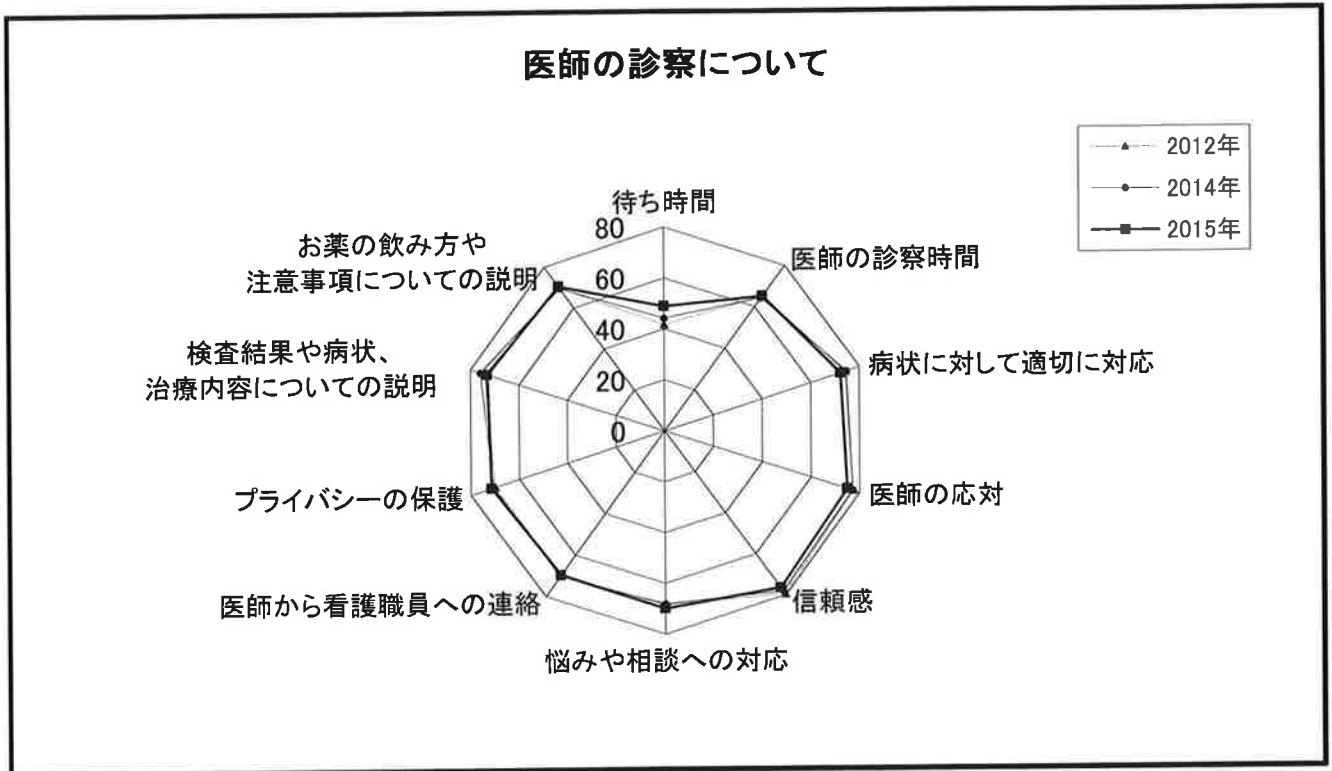 医師の診察について
2012年
2014年
2015年
待ち時間
医師の診察時間
病状に対して適切に対応
医師の応対
信頼感
悩みや相談への対応
医師から看護職員への連絡
プライバシーの保護
検査結果や病状、
治療内容についての説明
お薬の飲み方や
注意事項についての説明
80
60
40
20
0